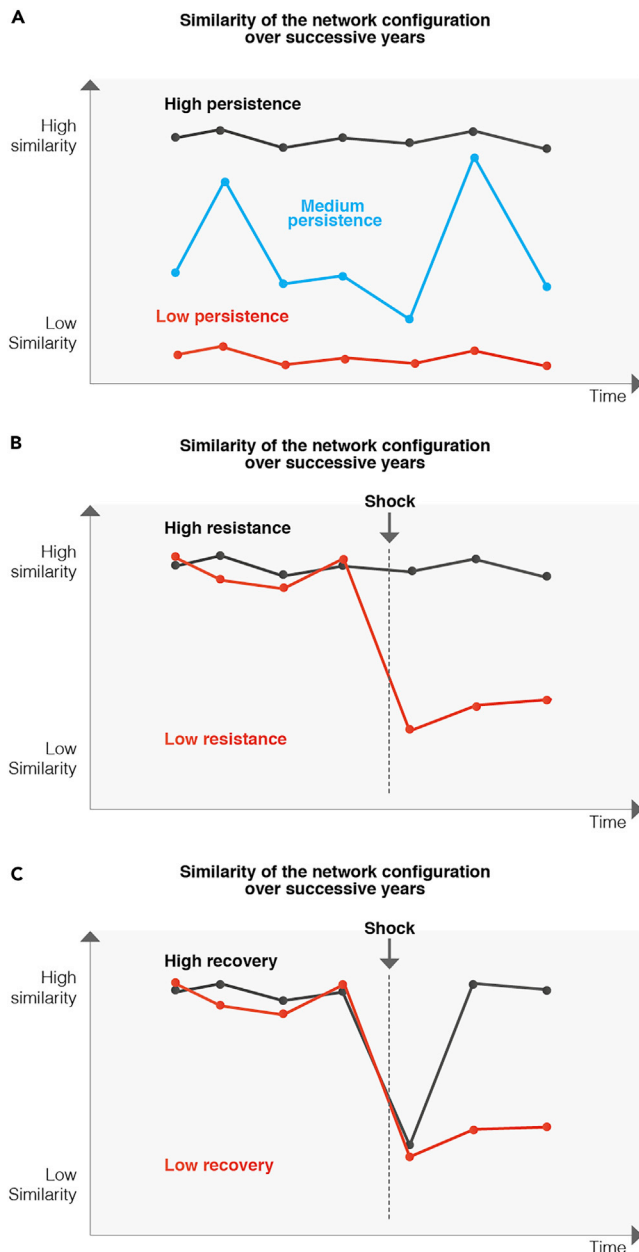 A
Similarity of the network configuration
over successive years
High persistence
High
similarity
Medium
persistence
Low persistence
Low
Similarity
Time
B
Similarity of the network configuration
over successive years
Shock
High resistance
High
similarity
Low resistance
Low
Similarity
Time
C
Similarity of the network configuration
over successive years
Shock
High recovery
High
similarity
Low recovery
Low
Similarity
Time